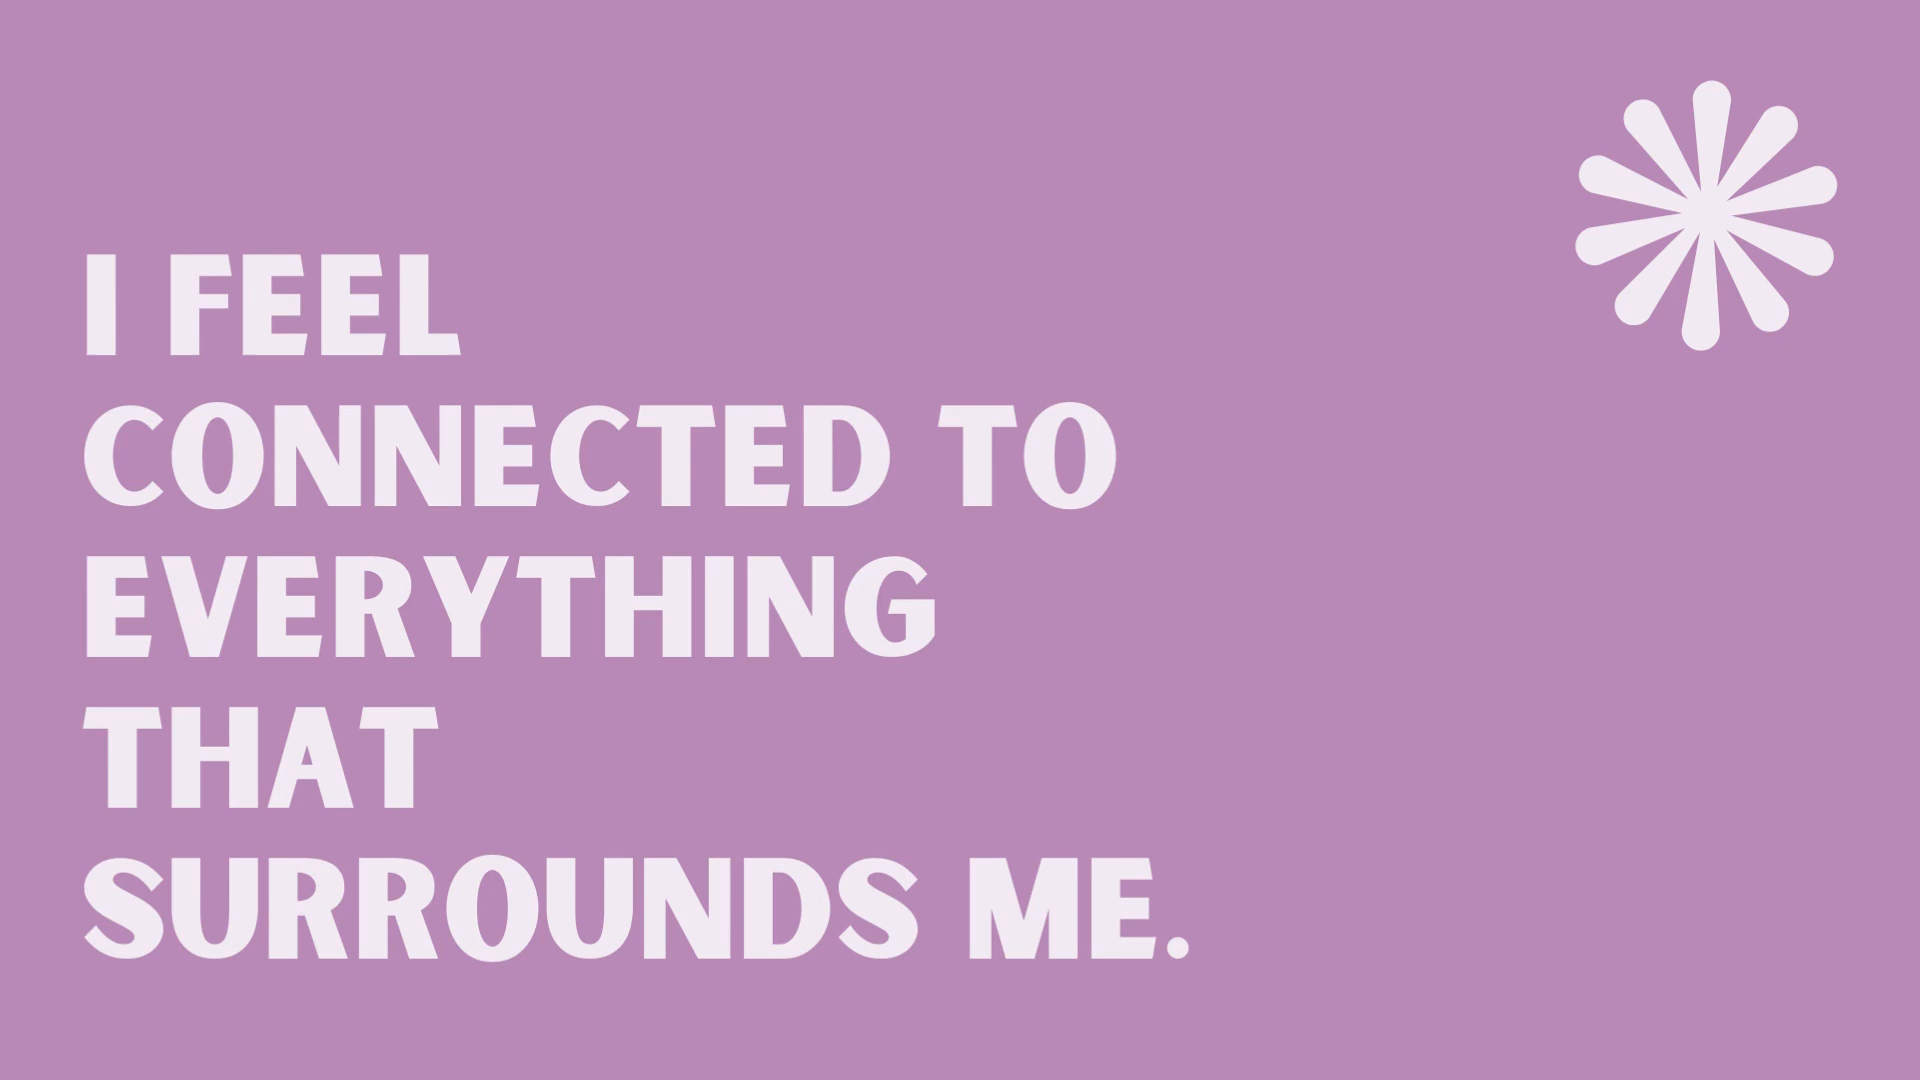 I FEEL
CONNECTED TO
EVERYTHING
THAT
SURROUNDS ME.